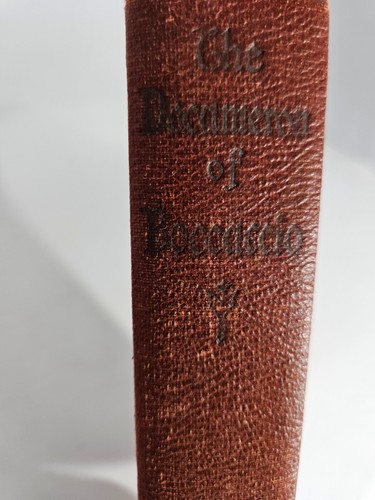 The
Decameron
of
Boccaccio